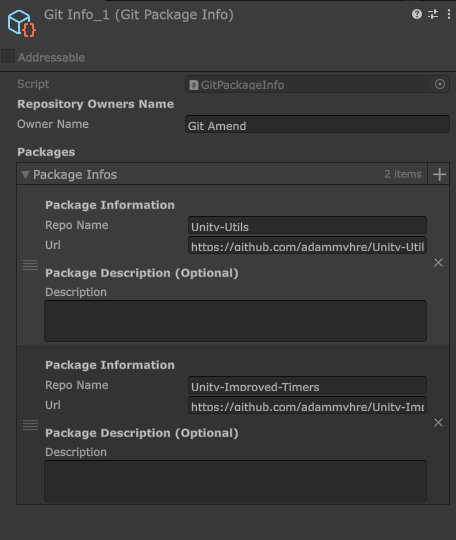 Git Info_1 (Git Package Info)
Addressable
Script
GitPackageInfo
Repository Owners Name
Owner Name
Git Amend
Packages
Package Infos
2 items
Package Information
Repo Name
Unity-Utils
Url
https://github.com/adammyhre/Unity-Util
Package Description (Optional)
Description
Package Information
Repo Name
Unity-Improved-Timers
Url
https://github.com/adammyhre/Unity-Im
Package Description (Optional)
Description